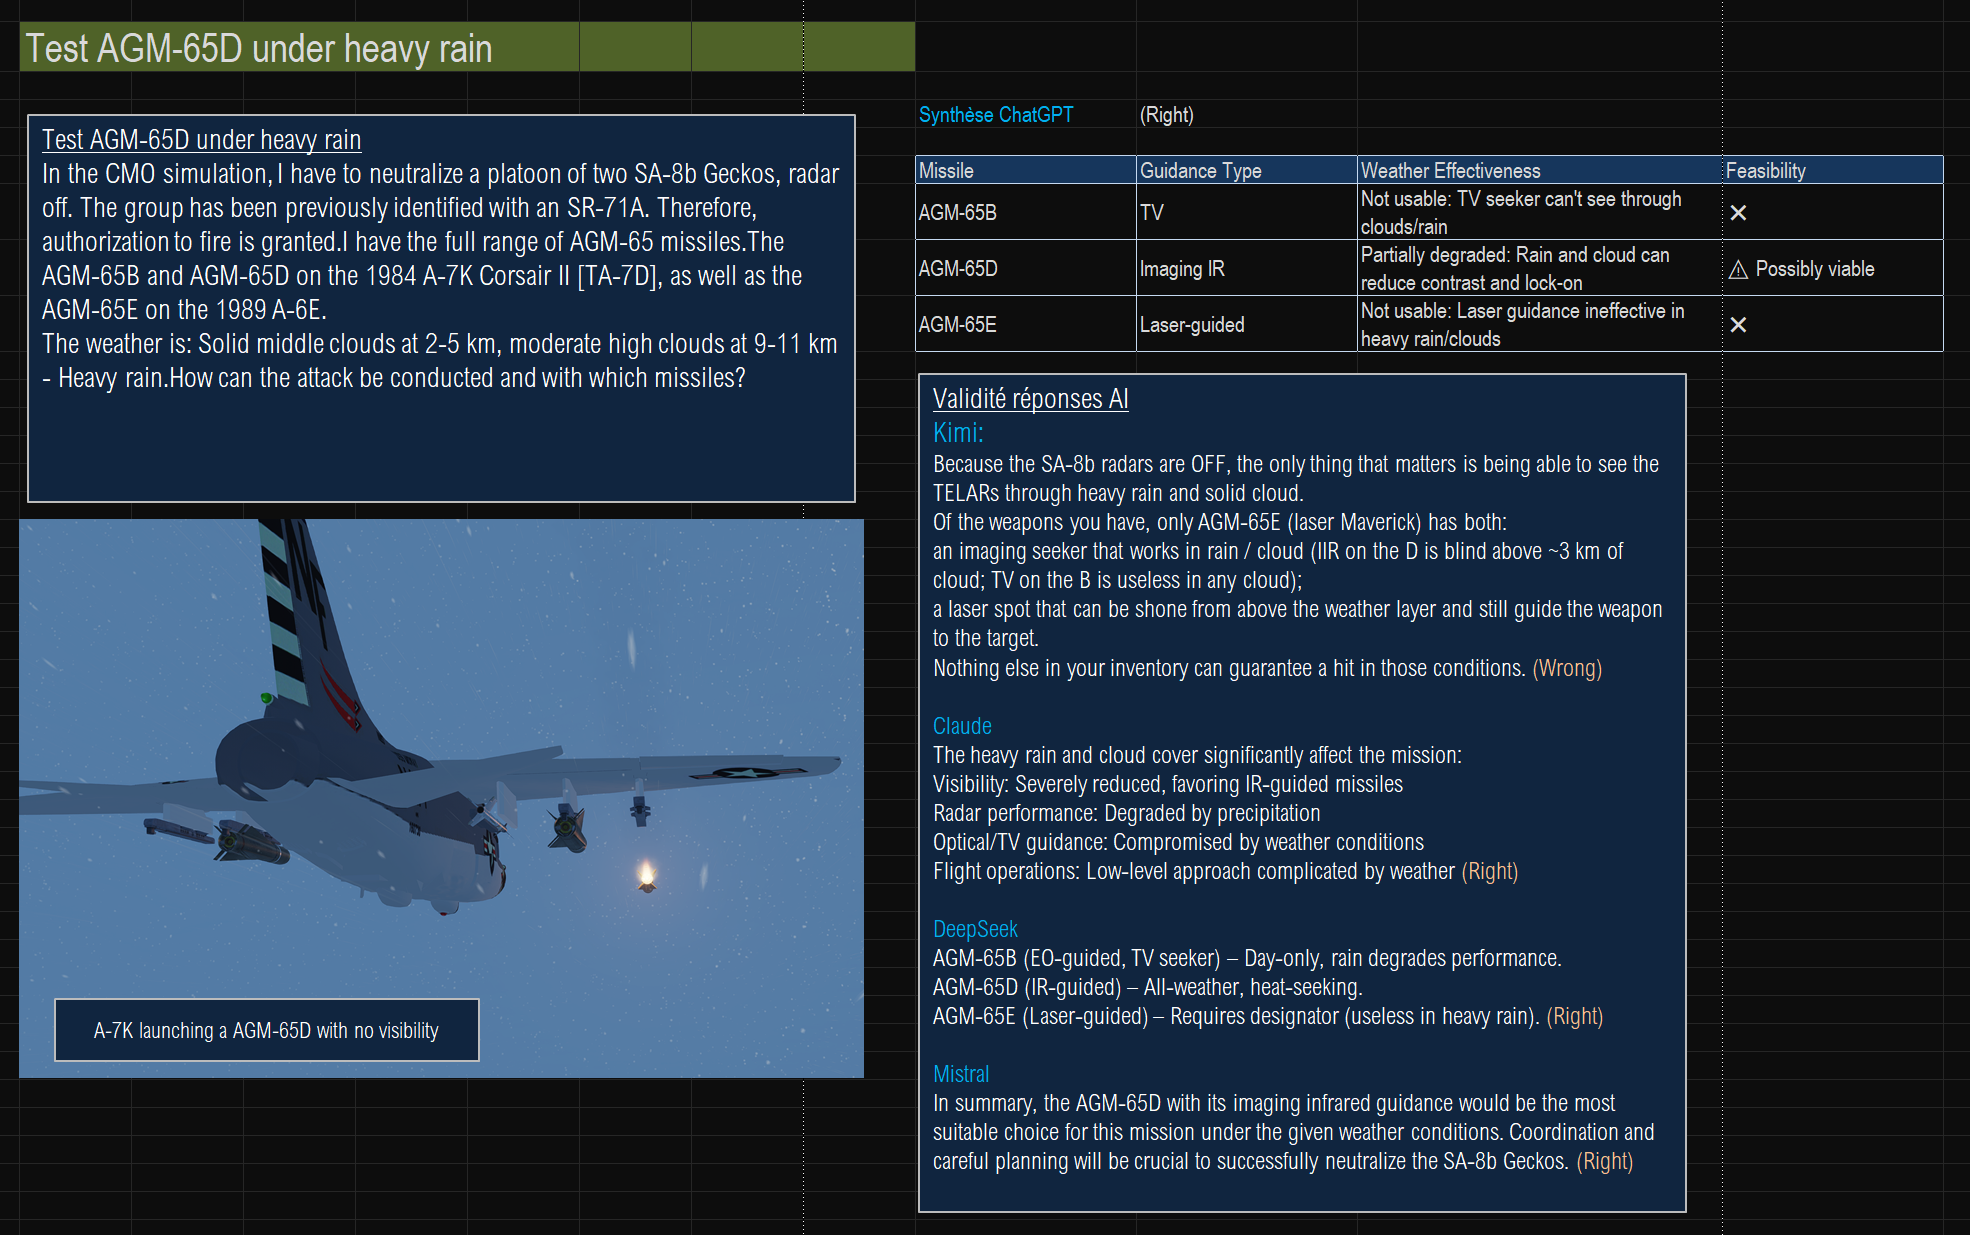 Test AGM-65D under heavy rain
Test AGM-65D under heavy rain
In the CMO simulation, I have to neutralize a platoon of two SA-8b Geckos, radar
off. The group has been previously identified with an SR-71A. Therefore,
authorization to fire is granted.I have the full range of AGM-65 missiles.The
AGM-65B and AGM-65D on the 1984 A-7K Corsair II [TA-7D], as well as the
AGM-65E on the 1989 A-6E.
The weather is: Solid middle clouds at 2-5 km, moderate high clouds at 9-11 km
- Heavy rain.How can the attack be conducted and with which missiles?
A-7K launching a AGM-65D with no visibility
Synthèse ChatGPT (Right)
Missile Guidance Type Weather Effectiveness Feasibility
AGM-65B TV Not usable: TV seeker can't see through
clouds/rain ✕
AGM-65D Imaging IR Partially degraded: Rain and cloud can
reduce contrast and lock-on ⚠ Possibly viable
AGM-65E Laser-guided Not usable: Laser guidance ineffective in
heavy rain/clouds ✕
Validité réponses AI
Kimi:
Because the SA-8b radars are OFF, the only thing that matters is being able to see the
TELARs through heavy rain and solid cloud.
Of the weapons you have, only AGM-65E (laser Maverick) has both:
an imaging seeker that works in rain / cloud (IIR on the D is blind above ~3 km of
cloud; TV on the B is useless in any cloud);
a laser spot that can be shone from above the weather layer and still guide the weapon
to the target.
Nothing else in your inventory can guarantee a hit in those conditions. (Wrong)
Claude
The heavy rain and cloud cover significantly affect the mission:
Visibility: Severely reduced, favoring IR-guided missiles
Radar performance: Degraded by precipitation
Optical/TV guidance: Compromised by weather conditions
Flight operations: Low-level approach complicated by weather (Right)
DeepSeek
AGM-65B (EO-guided, TV seeker) – Day-only, rain degrades performance.
AGM-65D (IR-guided) – All-weather, heat-seeking.
AGM-65E (Laser-guided) – Requires designator (useless in heavy rain). (Right)
Mistral
In summary, the AGM-65D with its imaging infrared guidance would be the most
suitable choice for this mission under the given weather conditions. Coordination and
careful planning will be crucial to successfully neutralize the SA-8b Geckos. (Right)